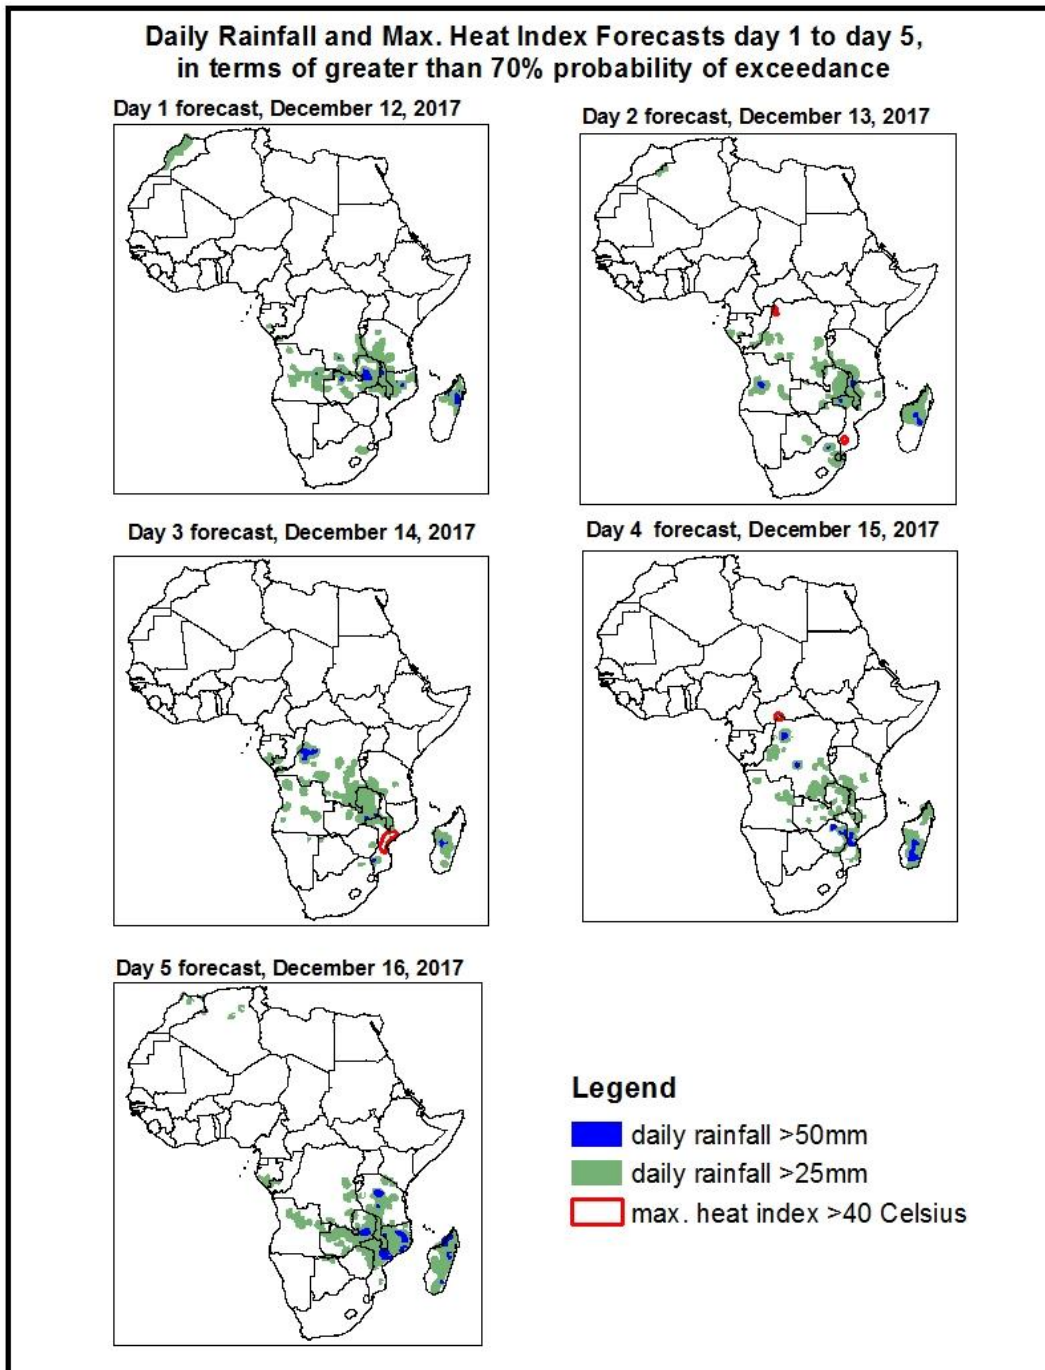 Daily Rainfall and Max. Heat Index Forecasts day 1 to day 5,
in terms of greater than 70% probability of exceedance
Day 1 forecast, December 12, 2017
Day 2 forecast, December 13, 2017
Day 3 forecast, December 14, 2017
Day 4 forecast, December 15, 2017
Day 5 forecast, December 16, 2017
Legend
daily rainfall >50mm
daily rainfall >25mm
max. heat index >40 Celsius